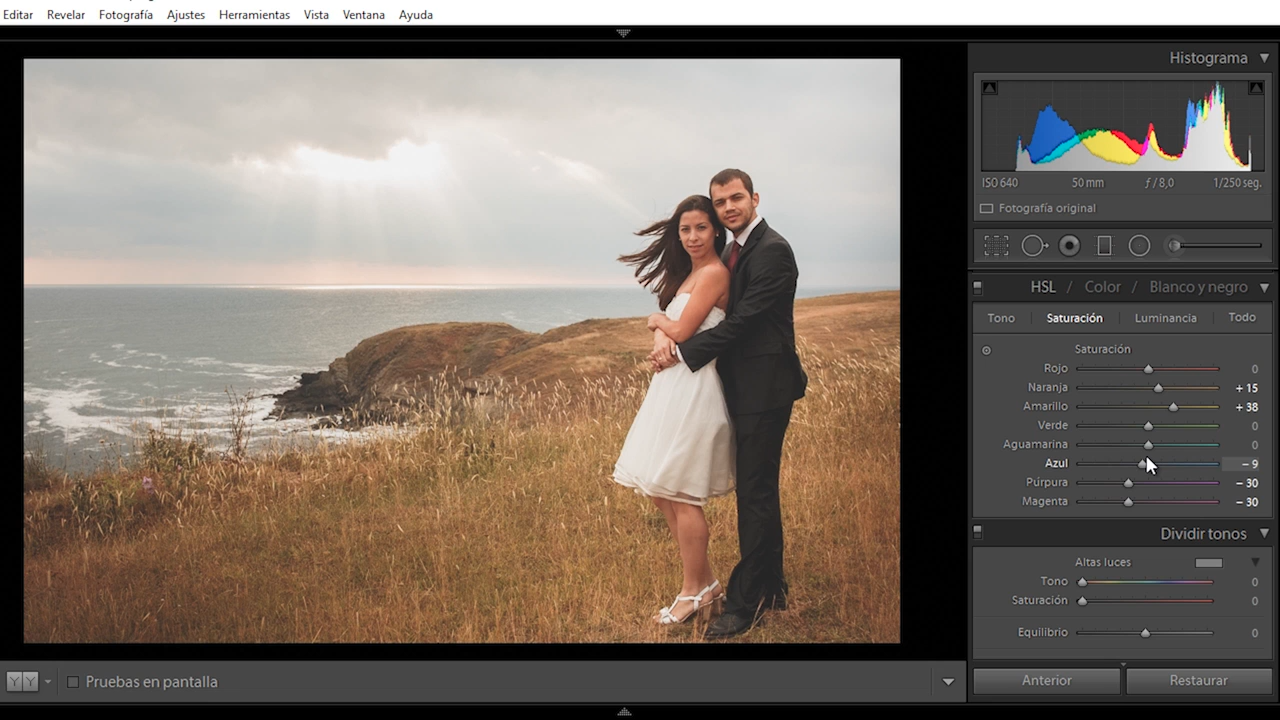 Editar Revelar Fotografía Ajustes Herramientas Vista Ventana Ayuda
Histograma
ISO 640 50 mm ƒ / 8,0 1/250 seg.
Fotografía original
HSL / Color / Blanco y negro
Tono Saturación Luminancia Todo
Saturación
Rojo 0
Naranja + 15
Amarillo + 38
Verde 0
Aguamarina 0
Azul – 9
Púrpura – 30
Magenta – 30
Dividir tonos
Altas luces
Tono 0
Saturación 0
Equilibrio 0
YY Pruebas en pantalla
Anterior Restaurar